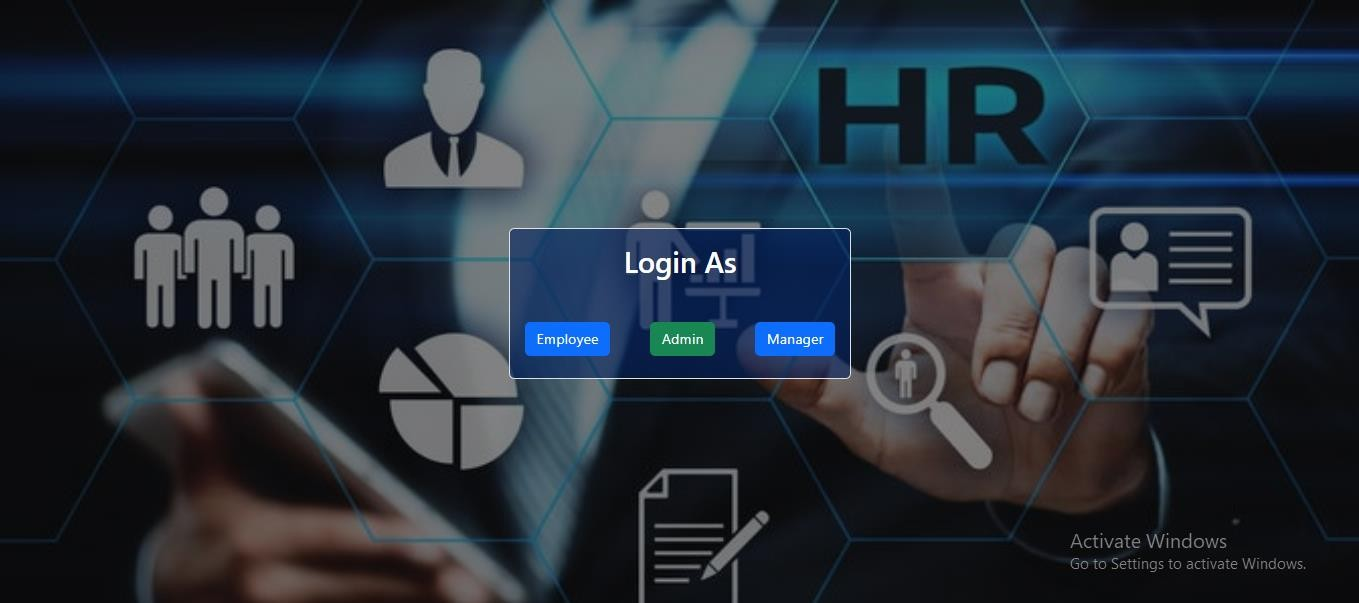 HR
Login As
Employee Admin Manager
Activate Windows
Go to Settings to activate Windows.